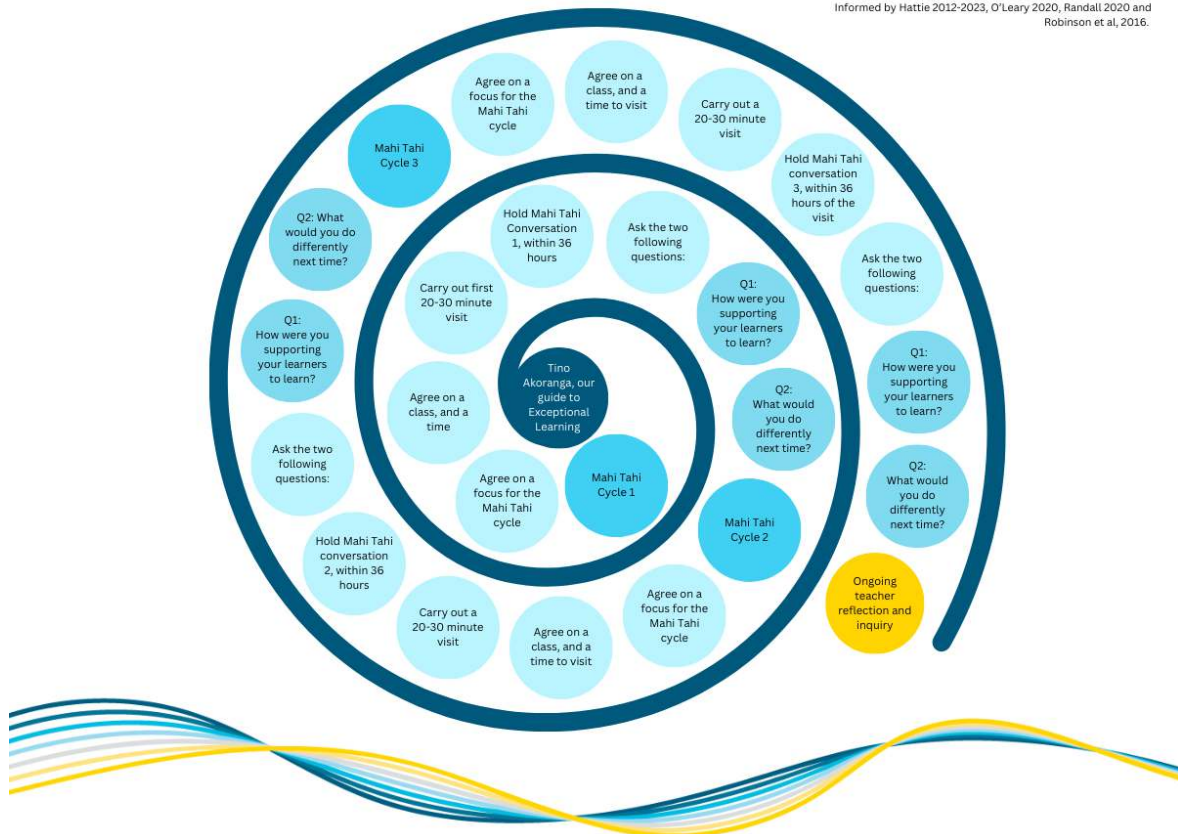 Informed by Hattie 2012-2023, O'Leary 2020, Randall 2020 and
Robinson et al, 2016.
Tino
Akoranga, our
guide to
Exceptional
Learning
Mahi Tahi
Cycle 1
Agree on a
focus for the
Mahi Tahi
cycle
Agree on a
class, and a
time
Carry out first
20-30 minute
visit
Hold Mahi Tahi
Conversation
1, within 36
hours
Ask the two
following
questions:
Q1:
How were you
supporting
your learners
to learn?
Q2:
What would
you do
differently
next time?
Mahi Tahi
Cycle 2
Agree on a
focus for the
Mahi Tahi
cycle
Agree on a
class, and a
time to visit
Carry out a
20-30 minute
visit
Hold Mahi Tahi
conversation
2, within 36
hours
Ask the two
following
questions:
Q1:
How were you
supporting
your learners
to learn?
Q2: What
would you do
differently
next time?
Mahi Tahi
Cycle 3
Agree on a
focus for the
Mahi Tahi
cycle
Agree on a
class, and a
time to visit
Carry out a
20-30 minute
visit
Hold Mahi Tahi
conversation
3, within 36
hours of the
visit
Ask the two
following
questions:
Q1:
How were you
supporting
your learners
to learn?
Q2:
What would
you do
differently
next time?
Ongoing
teacher
reflection and
inquiry